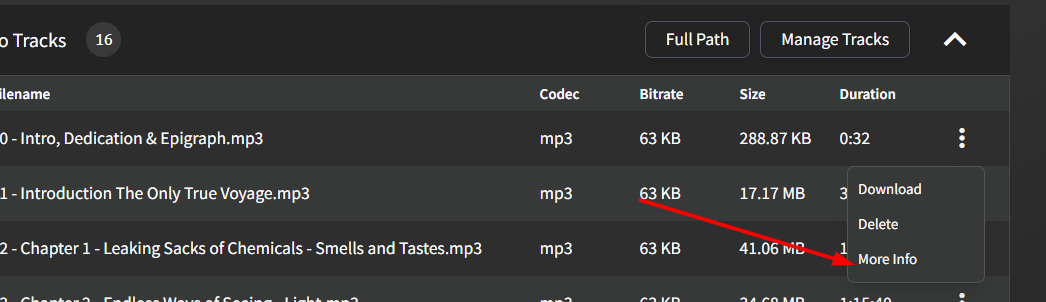 o Tracks 16 Full Path Manage Tracks
ilename Codec Bitrate Size Duration
0 - Intro, Dedication & Epigraph.mp3 mp3 63 KB 288.87 KB 0:32
1 - Introduction The Only True Voyage.mp3 mp3 63 KB 17.17 MB 3
Download
Delete
2 - Chapter 1 - Leaking Sacks of Chemicals - Smells and Tastes.mp3 mp3 63 KB 41.06 MB 1
More Info
2 - Chapter 2 - Endless Ways of Seeing - Light.mp3 mp3 63 KB 34.68 MB 1:15:40